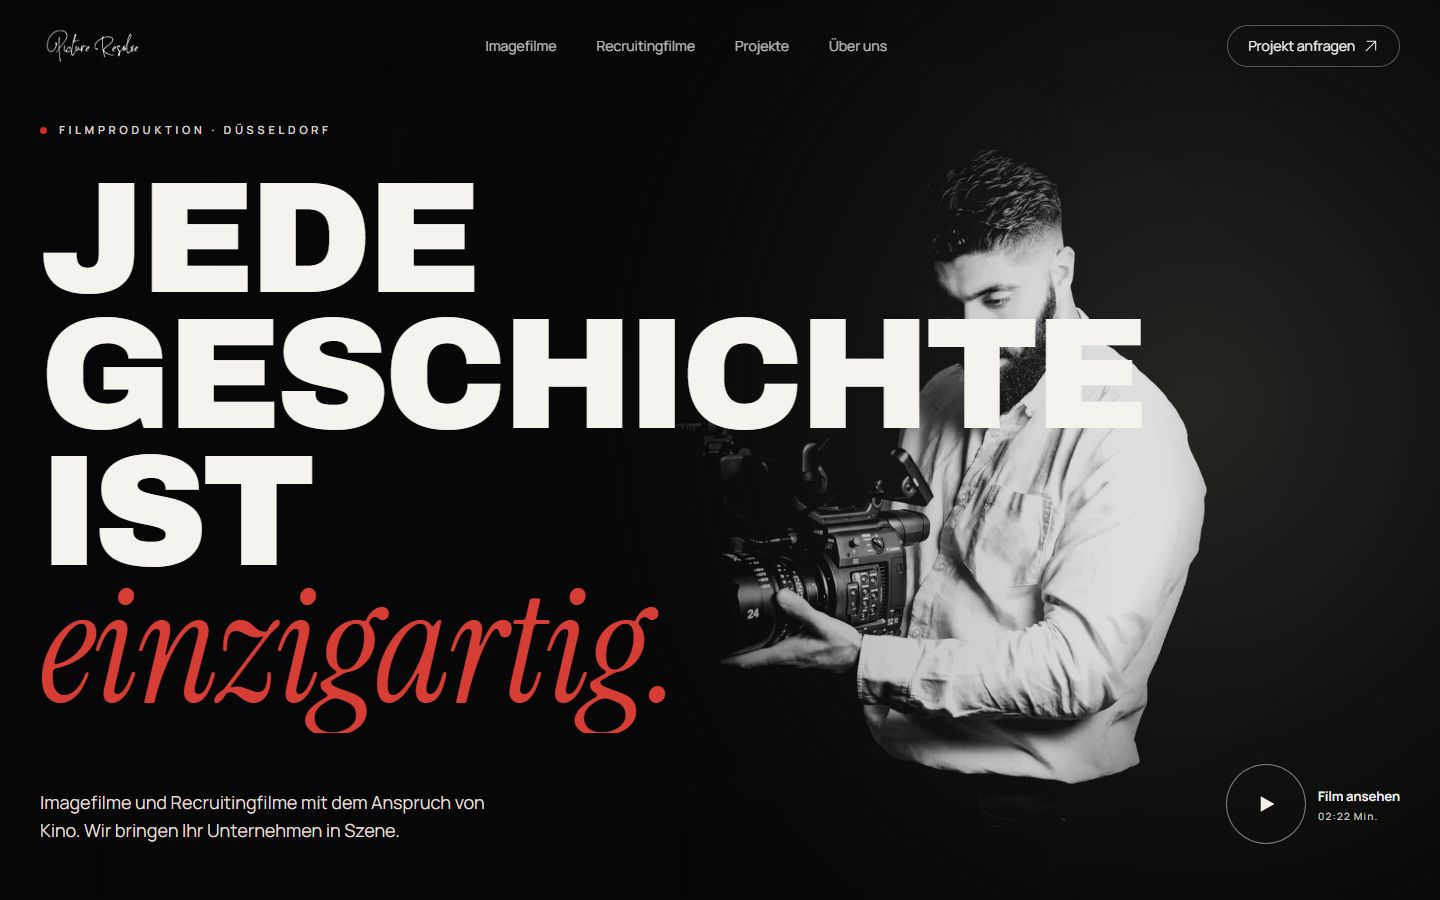 Picture Resolve
Imagefilme
Recruitingfilme
Projekte
Über uns
Projekt anfragen
FILMPRODUKTION · DÜSSELDORF
JEDE
GESCHICHTE
IST
einzigartig.
24
Canon
Imagefilme und Recruitingfilme mit dem Anspruch von
Kino. Wir bringen Ihr Unternehmen in Szene.
Film ansehen
02:22 Min.